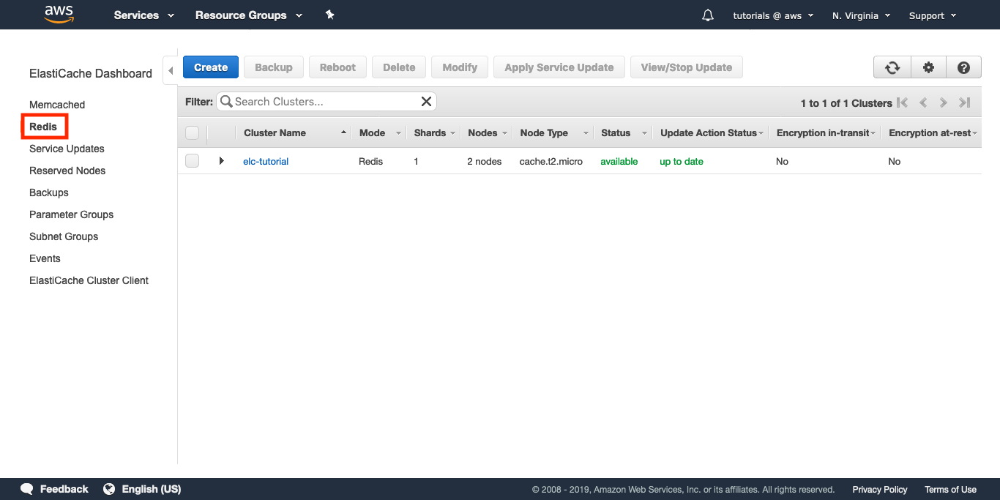 aws Services Resource Groups tutorials @ aws N. Virginia Support
ElastiCache Dashboard
Memcached
Redis
Service Updates
Reserved Nodes
Backups
Parameter Groups
Subnet Groups
Events
ElastiCache Cluster Client
Create Backup Reboot Delete Modify Apply Service Update View/Stop Update
Filter: Search Clusters... 1 to 1 of 1 Clusters
Cluster Name Mode Shards Nodes Node Type Status Update Action Status Encryption in-transit Encryption at-rest
elc-tutorial Redis 1 2 nodes cache.t2.micro available up to date No No
Feedback English (US) © 2008 - 2019, Amazon Web Services, Inc. or its affiliates. All rights reserved. Privacy Policy Terms of Use